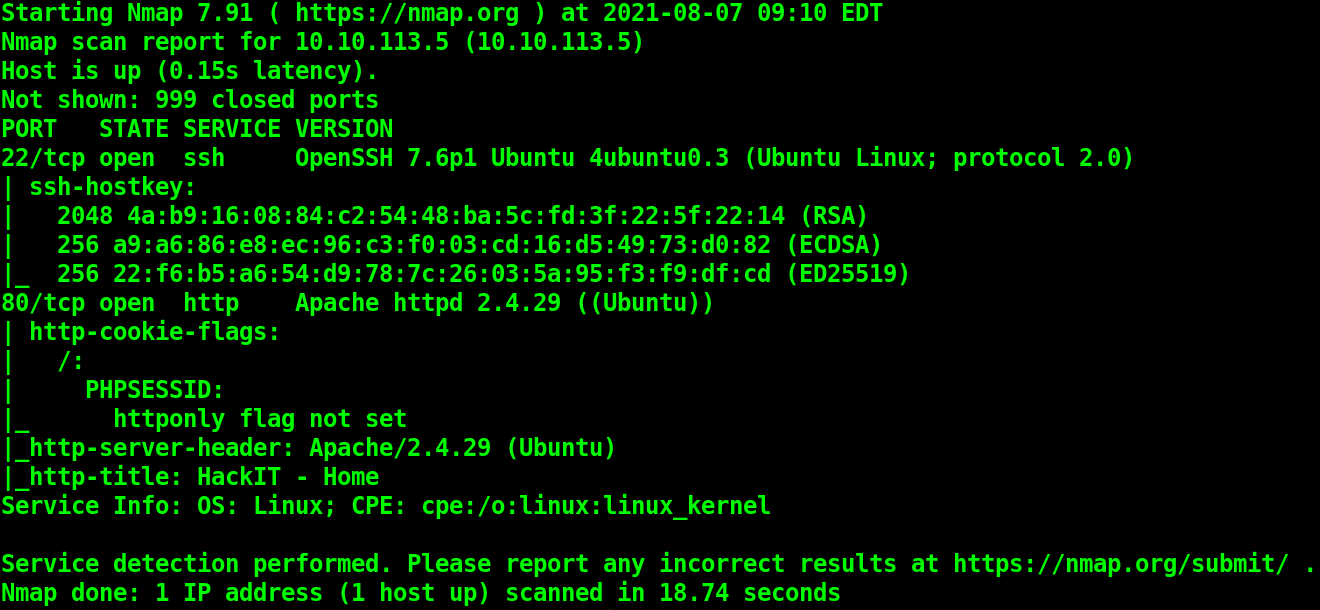 Starting Nmap 7.91 ( https://nmap.org ) at 2021-08-07 09:10 EDT
Nmap scan report for 10.10.113.5 (10.10.113.5)
Host is up (0.15s latency).
Not shown: 999 closed ports
PORT   STATE SERVICE VERSION
22/tcp open  ssh     OpenSSH 7.6p1 Ubuntu 4ubuntu0.3 (Ubuntu Linux; protocol 2.0)
| ssh-hostkey:
|   2048 4a:b9:16:08:84:c2:54:48:ba:5c:fd:3f:22:5f:22:14 (RSA)
|   256 a9:a6:86:e8:ec:96:c3:f0:03:cd:16:d5:49:73:d0:82 (ECDSA)
|_  256 22:f6:b5:a6:54:d9:78:7c:26:03:5a:95:f3:f9:df:cd (ED25519)
80/tcp open  http    Apache httpd 2.4.29 ((Ubuntu))
| http-cookie-flags:
|   /:
|     PHPSESSID:
|_      httponly flag not set
|_http-server-header: Apache/2.4.29 (Ubuntu)
|_http-title: HackIT - Home
Service Info: OS: Linux; CPE: cpe:/o:linux:linux_kernel

Service detection performed. Please report any incorrect results at https://nmap.org/submit/ .
Nmap done: 1 IP address (1 host up) scanned in 18.74 seconds